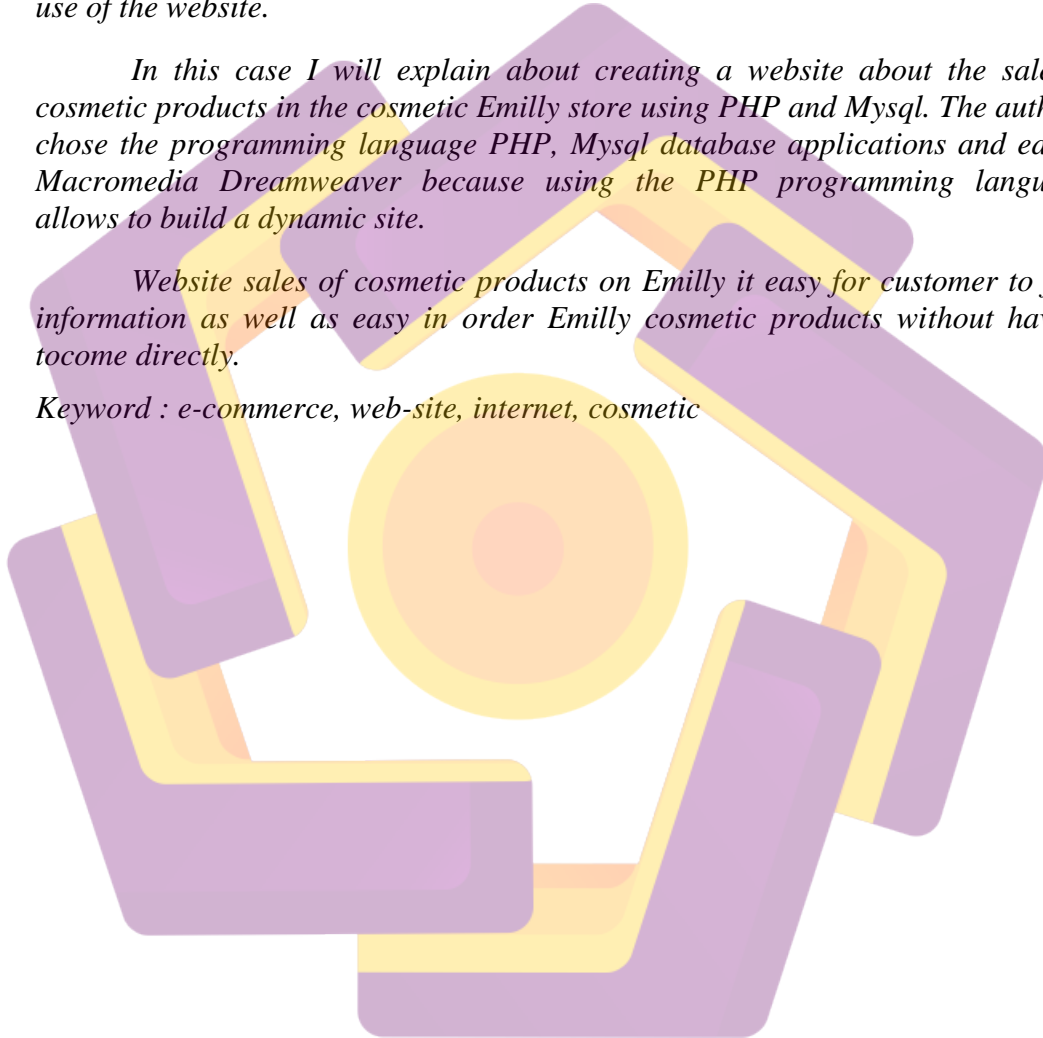 use of the website.
In this case I will explain about creating a website about the sale
cosmetic products in the cosmetic Emilly store using PHP and Mysql. The auth
chose the programming language PHP, Mysql database applications and ea
Macromedia Dreamweaver because using the PHP programming langu
allows to build a dynamic site.
Website sales of cosmetic products on Emilly it easy for customer to
information as well as easy in order Emilly cosmetic products without hav
tocome directly.
Keyword : e-commerce, web-site, internet, cosmetic